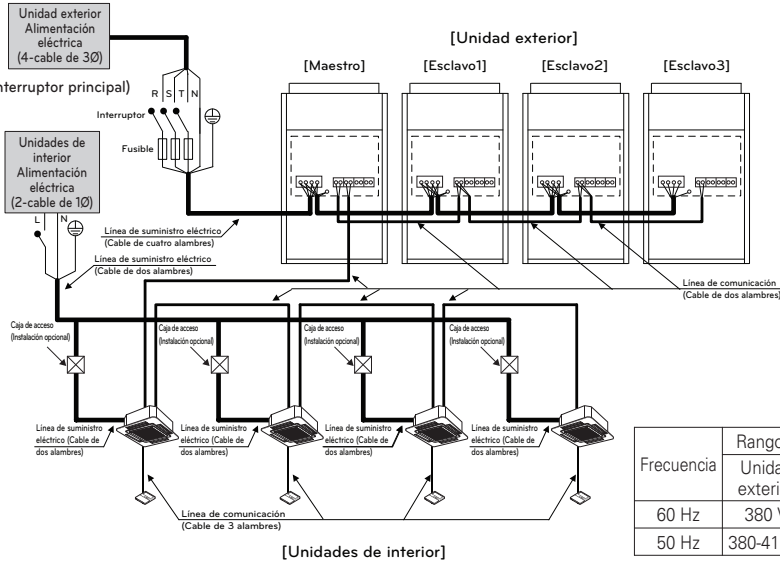 Unidad exterior
Alimentación
eléctrica
(4-cable de 3Ø)
[Unidad exterior]
[Maestro]
[Esclavo1]
[Esclavo2]
[Esclavo3]
nterruptor principal)
R S T N
Interruptor
Fusible
Unidades de
interior
Alimentación
eléctrica
(2-cable de 1Ø)
L N
Línea de suministro eléctrico
(Cable de cuatro alambres)
Línea de suministro eléctrico
(Cable de dos alambres)
Línea de comunicación
(Cable de dos alambres)
Caja de acceso
(Instalación opcional)
Caja de acceso
(Instalación opcional)
Caja de acceso
(Instalación opcional)
Caja de acceso
(Instalación opcional)
Línea de suministro
eléctrico (Cable de
dos alambres)
Línea de suministro
eléctrico (Cable de
dos alambres)
Línea de suministro
eléctrico (Cable de
dos alambres)
Línea de suministro
eléctrico (Cable de
dos alambres)
Línea de comunicación
(Cable de 3 alambres)
[Unidades de interior]
Frecuencia
Rango
Unida
exteri
60 Hz
380 V
50 Hz
380-41